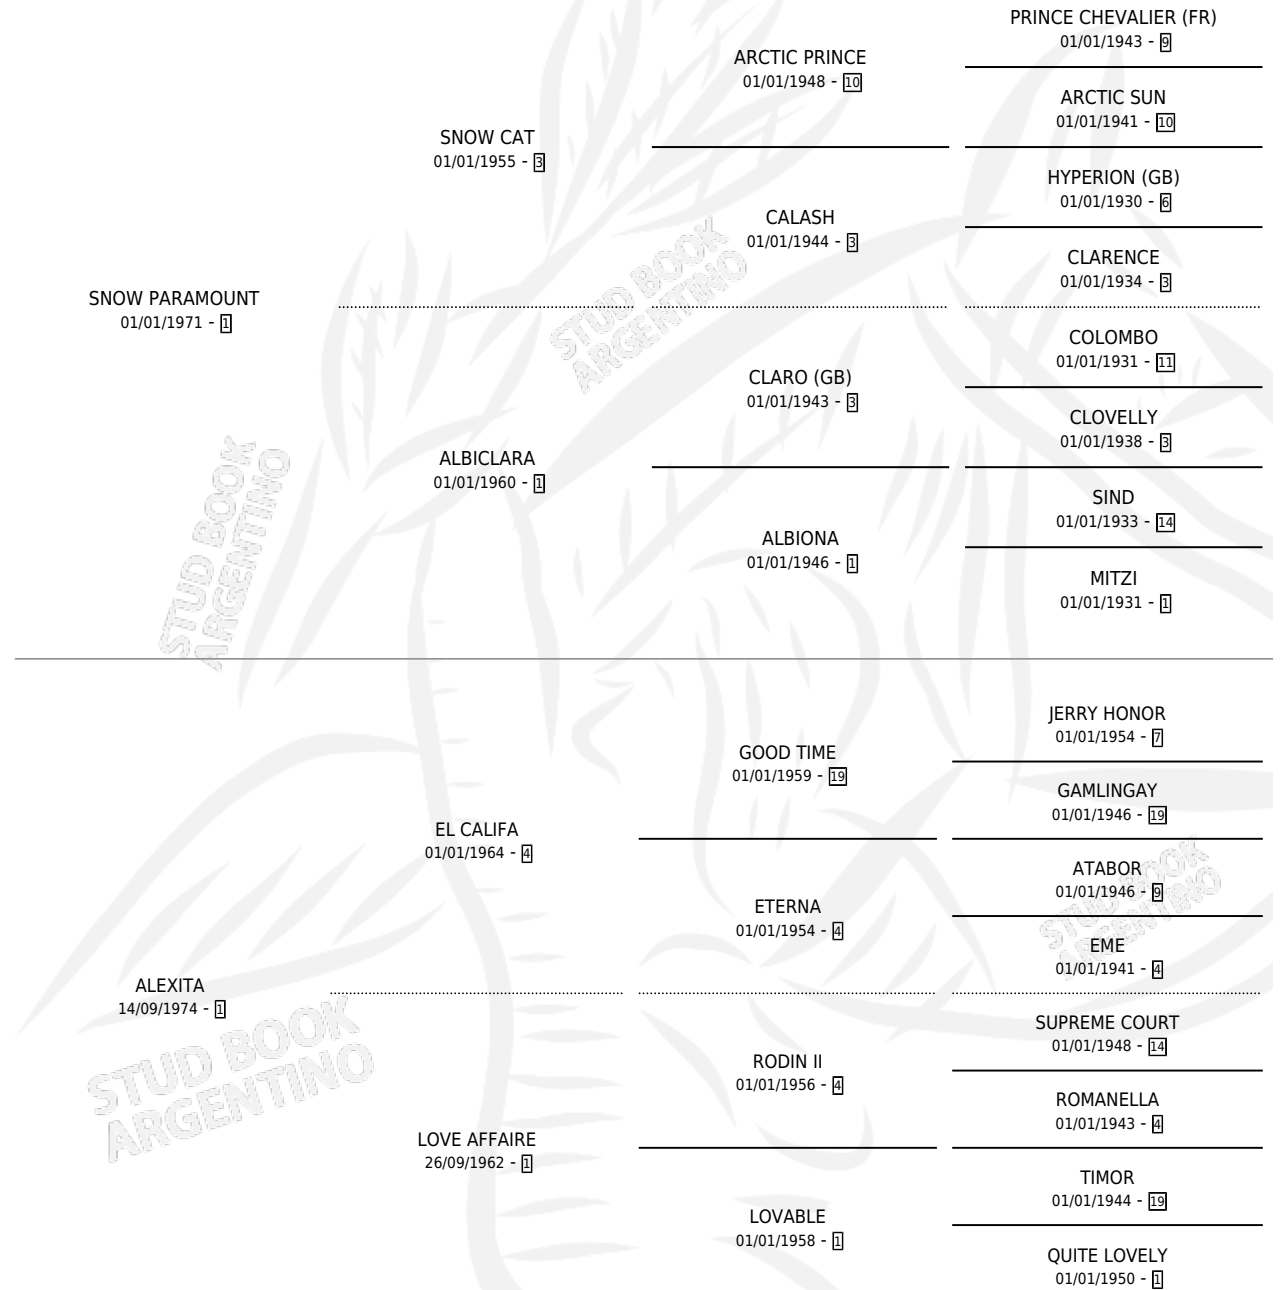 PRINCE CHEVALIER (FR)
01/01/1943 - 9
ARCTIC PRINCE
01/01/1948 - 10
ARCTIC SUN
01/01/1941 - 10
SNOW CAT
01/01/1955 - 3
HYPERION (GB)
01/01/1930 - 6
CALASH
01/01/1944 - 3
CLARENCE
01/01/1934 - 3
SNOW PARAMOUNT
01/01/1971 - 1
COLOMBO
01/01/1931 - 11
CLARO (GB)
01/01/1943 - 3
CLOVELLY
01/01/1938 - 3
ALBICLARA
01/01/1960 - 1
SIND
01/01/1933 - 14
ALBIONA
01/01/1946 - 1
MITZI
01/01/1931 - 1
JERRY HONOR
01/01/1954 - 7
GOOD TIME
01/01/1959 - 19
GAMLINGAY
01/01/1946 - 19
EL CALIFA
01/01/1964 - 4
ATABOR
01/01/1946 - 9
ETERNA
01/01/1954 - 4
EME
01/01/1941 - 4
ALEXITA
14/09/1974 - 1
SUPREME COURT
01/01/1948 - 14
RODIN II
01/01/1956 - 4
ROMANELLA
01/01/1943 - 4
LOVE AFFAIRE
26/09/1962 - 1
TIMOR
01/01/1944 - 19
LOVABLE
01/01/1958 - 1
QUITE LOVELY
01/01/1950 - 1
STUD BOOK
ARGENTINO
STUD BOOK
ARGENTINO
STUD BOOK
ARGENTINO
STUD BOOK
ARGENTINO